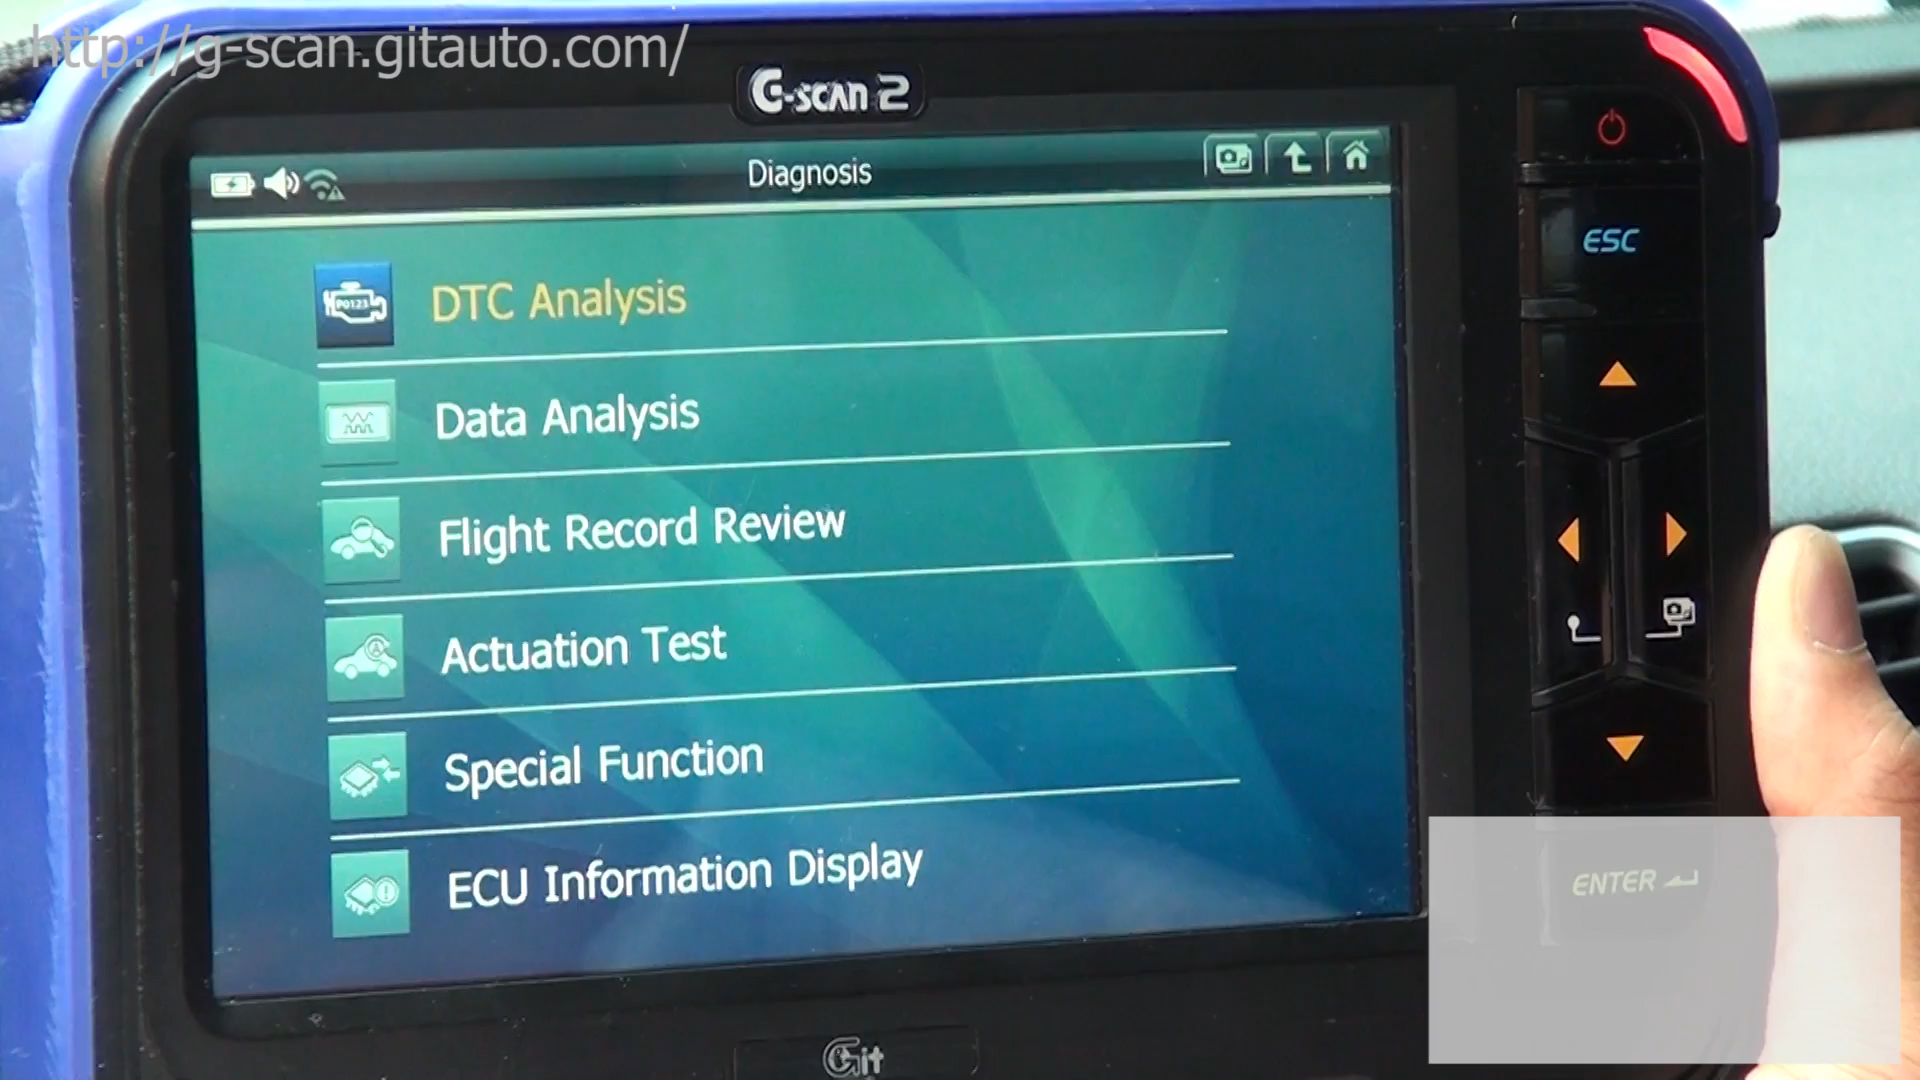 http://g-scan.gitauto.com/
G-scan 2
Diagnosis
ESC
P0123
DTC Analysis
Data Analysis
Flight Record Review
Actuation Test
Special Function
ECU Information Display
ENTER
Git